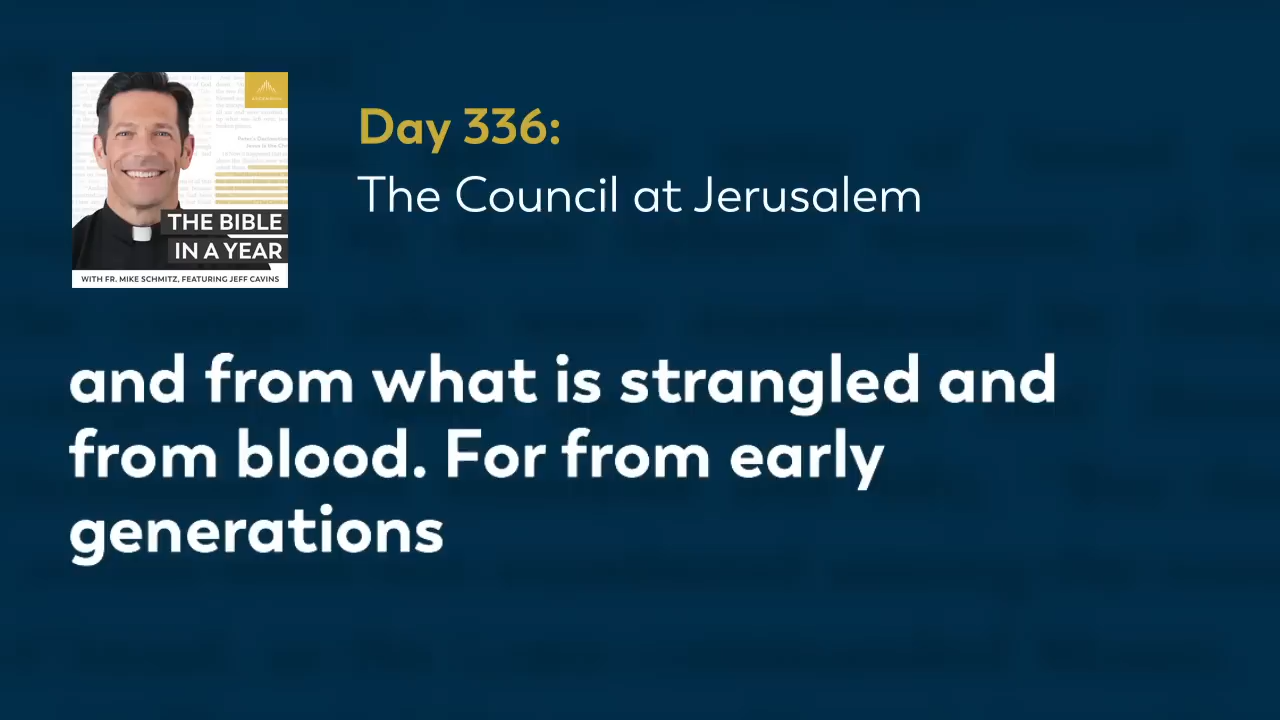 Day 336:
The Council at Jerusalem
THE BIBLE
IN A YEAR
WITH FR. MIKE SCHMITZ, FEATURING JEFF CAVINS
and from what is strangled and
from blood. For from early
generations